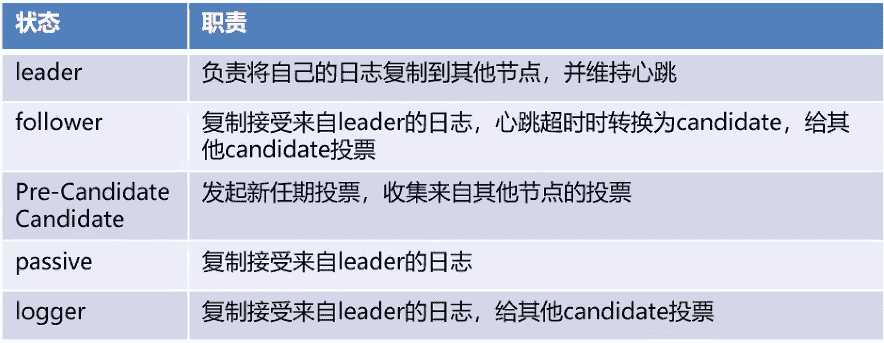 状态 职责
leader 负责将自己的日志复制到其他节点，并维持心跳
follower 复制接受来自leader的日志，心跳超时时转换为candidate，给其
他candidate投票
Pre-Candidate 发起新任期投票，收集来自其他节点的投票
Candidate
passive 复制接受来自leader的日志
logger 复制接受来自leader的日志，给其他candidate投票